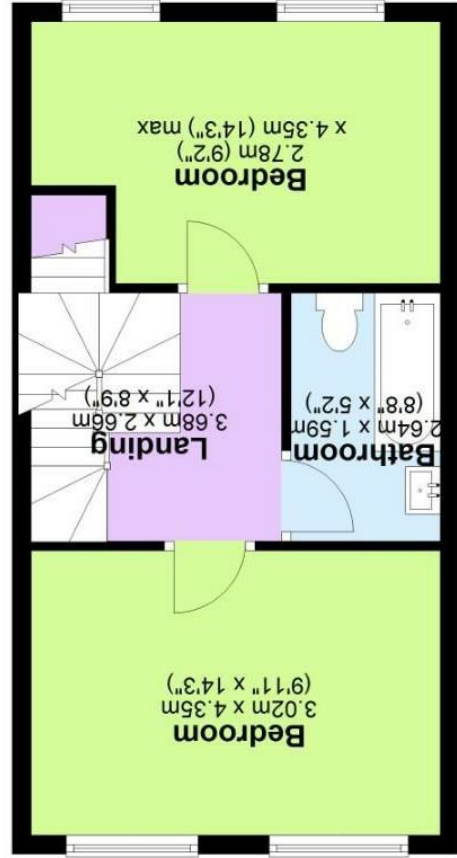 Bedroom
3.02m x 4.35m
(9'11" x 14'3")
Bathroom
2.64m x 1.59m
(8'8" x 5'2")
Landing
3.68m x 2.66m
(12'1" x 8'9")
Bedroom
2.78m (9'2")
x 4.35m (14'3") max